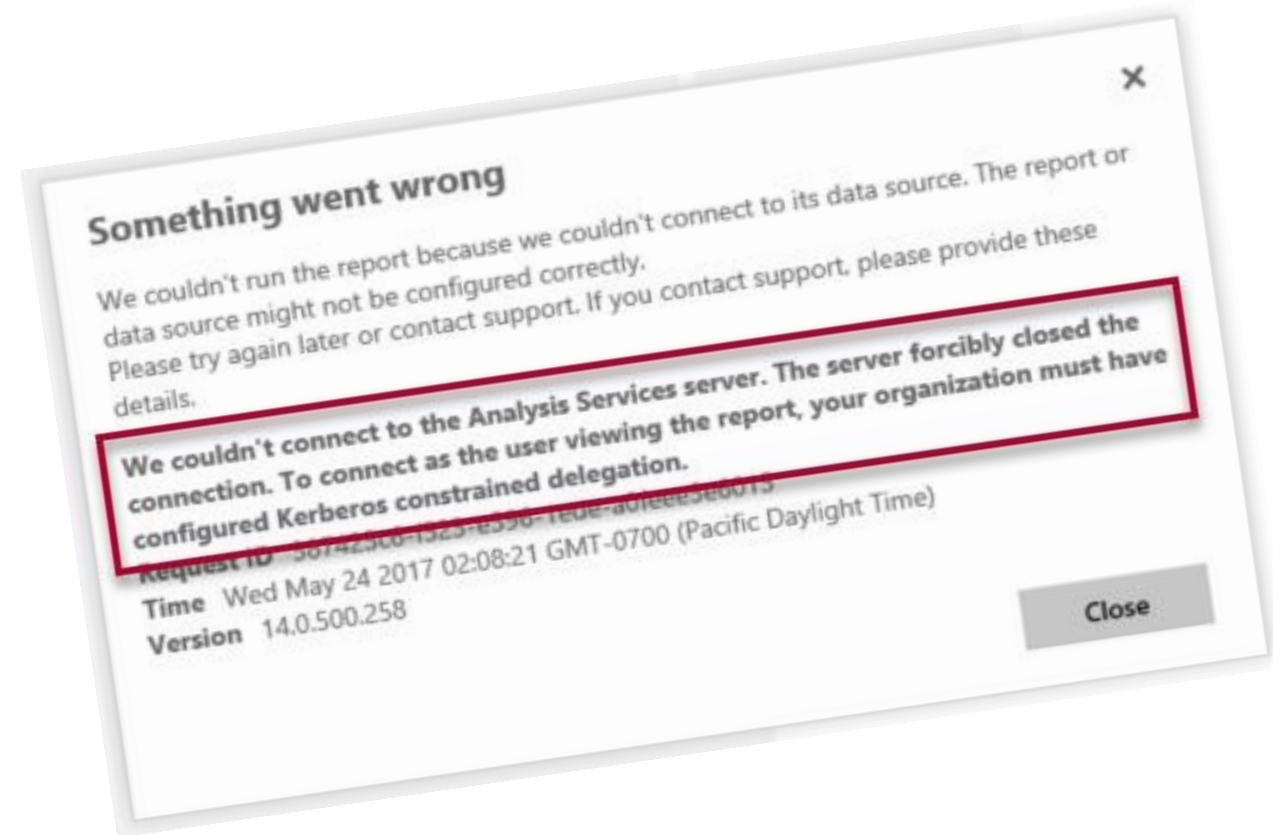 Something went wrong
We couldn't run the report because we couldn't connect to its data source. The report or
data source might not be configured correctly.
Please try again later or contact support. If you contact support, please provide these
details.
We couldn't connect to the Analysis Services server. The server forcibly closed the
connection. To connect as the user viewing the report, your organization must have
configured Kerberos constrained delegation.
Request ID
Time Wed May 24 2017 02:08:21 GMT-0700 (Pacific Daylight Time)
Version 14.0.500.258
Close